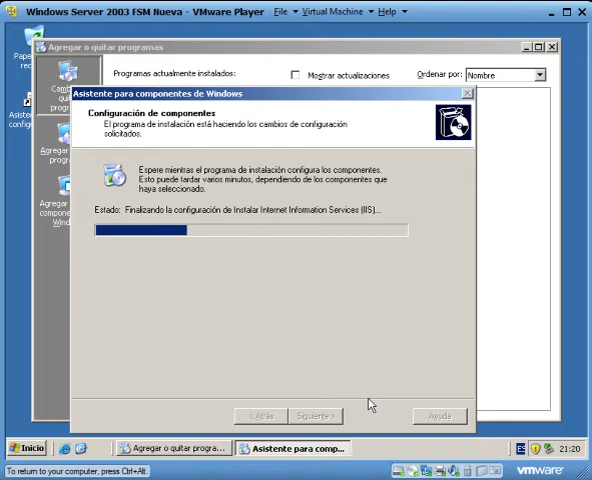 Windows Server 2003 FSM Nueva - VMware Player File Virtual Machine Help
Agregar o quitar programas
Programas actualmente instalados: Mostrar actualizaciones Ordenar por: Nombre
Asistente para componentes de Windows
Configuración de componentes
El programa de instalación está haciendo los cambios de configuración
solicitados.
Espere mientras el programa de instalación configura los componentes.
Esto puede tardar varios minutos, dependiendo de los componentes que
haya seleccionado.
Estado: Finalizando la configuración de Instalar Internet Information Services (IIS)...
< Atrás Siguiente > Ayuda
Inicio Agregar o quitar progra... Asistente para comp... ES 21:20
To return to your computer, press Ctrl+Alt. vmware